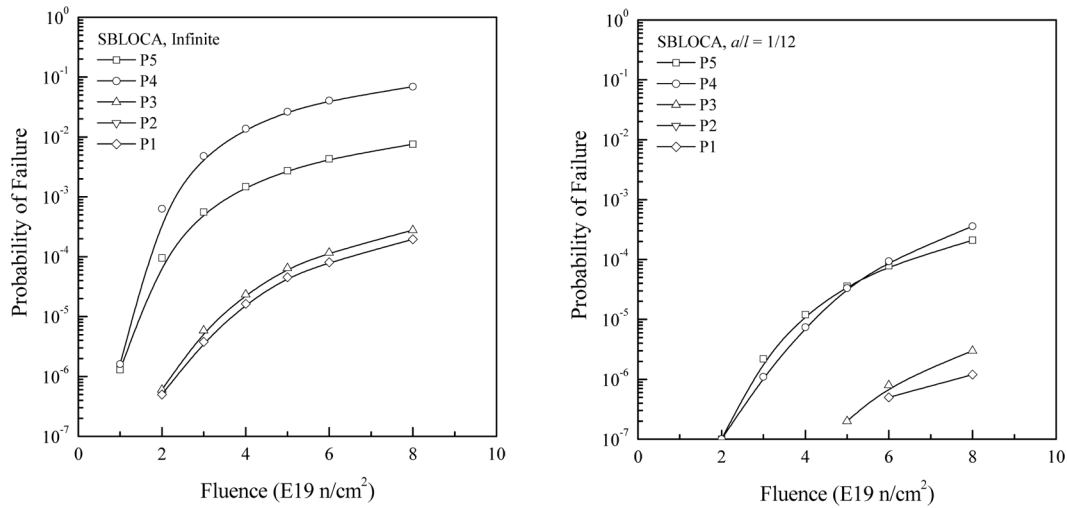 SBLOCA, Infinite
P5
P4
P3
P2
P1
10^0
10^-1
10^-2
10^-3
10^-4
10^-5
10^-6
10^-7
Probability of Failure
0 2 4 6 8 10
Fluence (E19 n/cm^2)
SBLOCA, a/l = 1/12
P5
P4
P3
P2
P1
10^0
10^-1
10^-2
10^-3
10^-4
10^-5
10^-6
10^-7
Probability of Failure
0 2 4 6 8 10
Fluence (E19 n/cm^2)